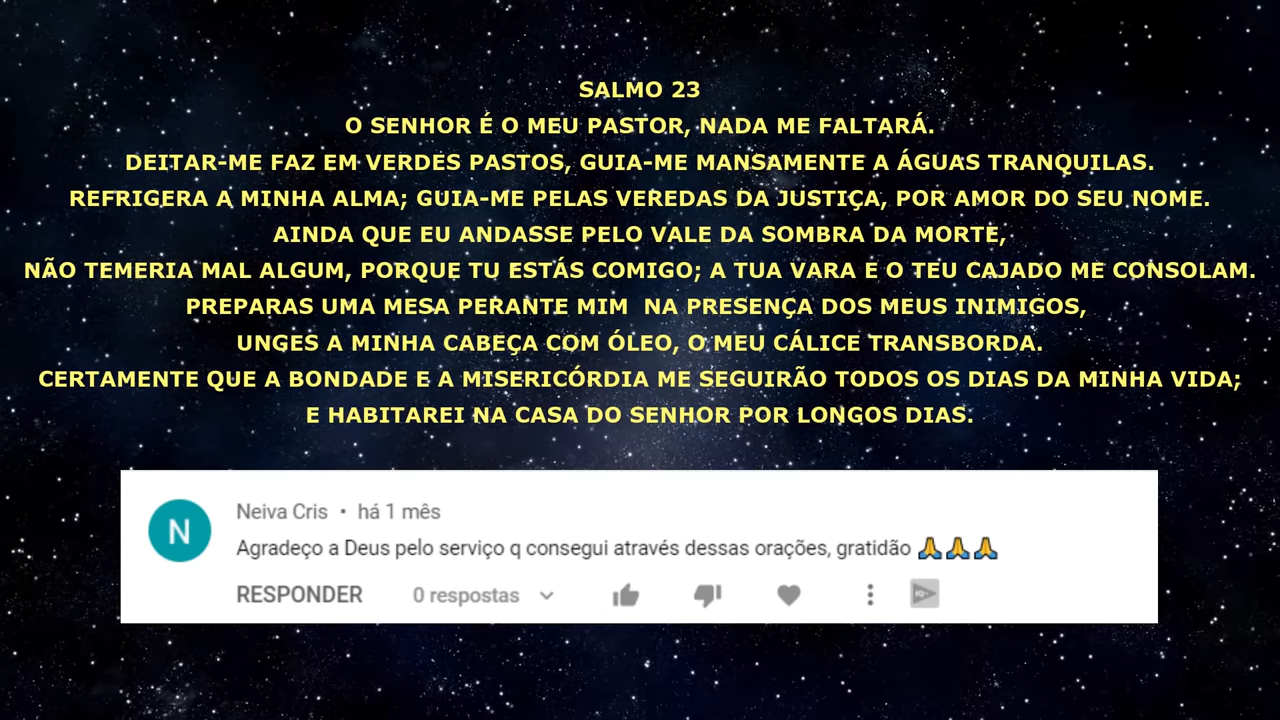 SALMO 23
O SENHOR É O MEU PASTOR, NADA ME FALTARÁ.
DEITAR-ME FAZ EM VERDES PASTOS, GUIA-ME MANSAMENTE A ÁGUAS TRANQUILAS.
REFRIGERA A MINHA ALMA; GUIA-ME PELAS VEREDAS DA JUSTIÇA, POR AMOR DO SEU NOME.
AINDA QUE EU ANDASSE PELO VALE DA SOMBRA DA MORTE,
NÃO TEMERIA MAL ALGUM, PORQUE TU ESTÁS COMIGO; A TUA VARA E O TEU CAJADO ME CONSOLAM.
PREPARAS UMA MESA PERANTE MIM  NA PRESENÇA DOS MEUS INIMIGOS,
UNGES A MINHA CABEÇA COM ÓLEO, O MEU CÁLICE TRANSBORDA.
CERTAMENTE QUE A BONDADE E A MISERICÓRDIA ME SEGUIRÃO TODOS OS DIAS DA MINHA VIDA;
E HABITAREI NA CASA DO SENHOR POR LONGOS DIAS.
N
Neiva Cris • há 1 mês
Agradeço a Deus pelo serviço q consegui através dessas orações, gratidão 🙏🙏🙏
RESPONDER 0 respostas